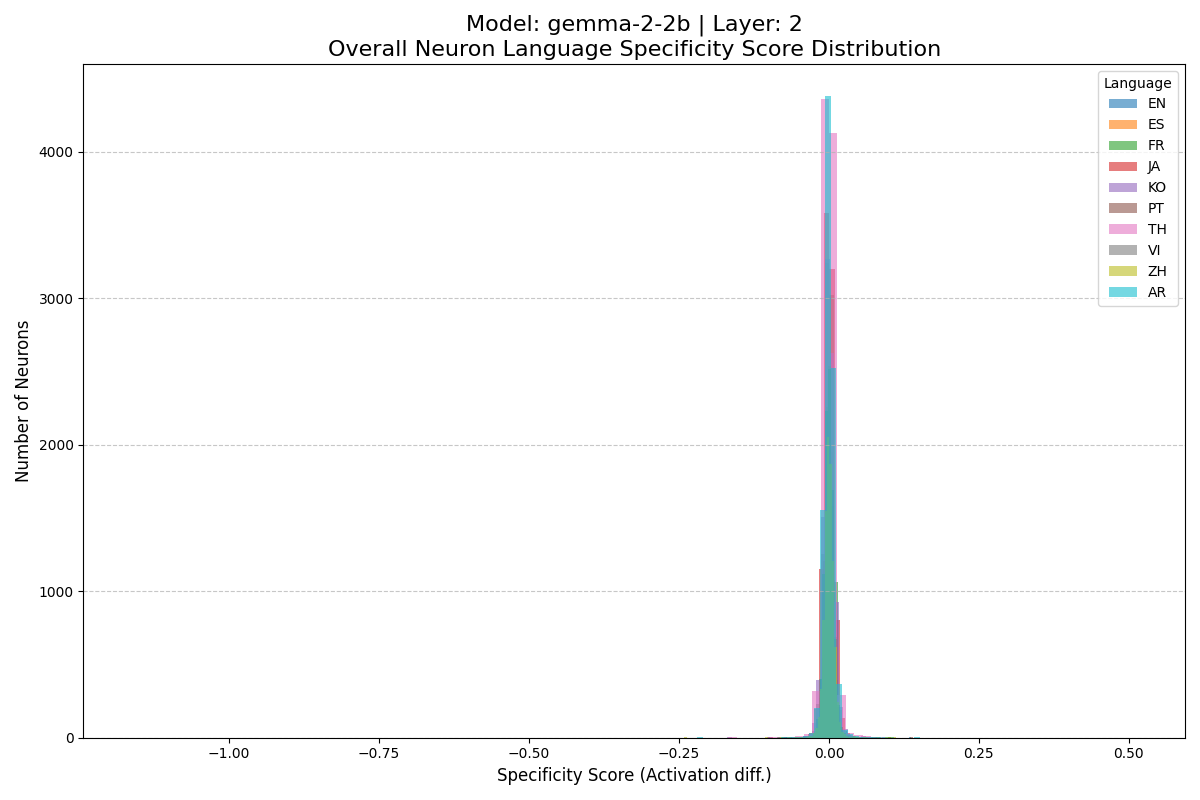 Model: gemma-2-2b | Layer: 2
Overall Neuron Language Specificity Score Distribution
Language
EN
ES
FR
JA
KO
PT
TH
VI
ZH
AR
Number of Neurons
4000
3000
2000
1000
0
−1.00
−0.75
−0.50
−0.25
0.00
0.25
0.50
Specificity Score (Activation diff.)